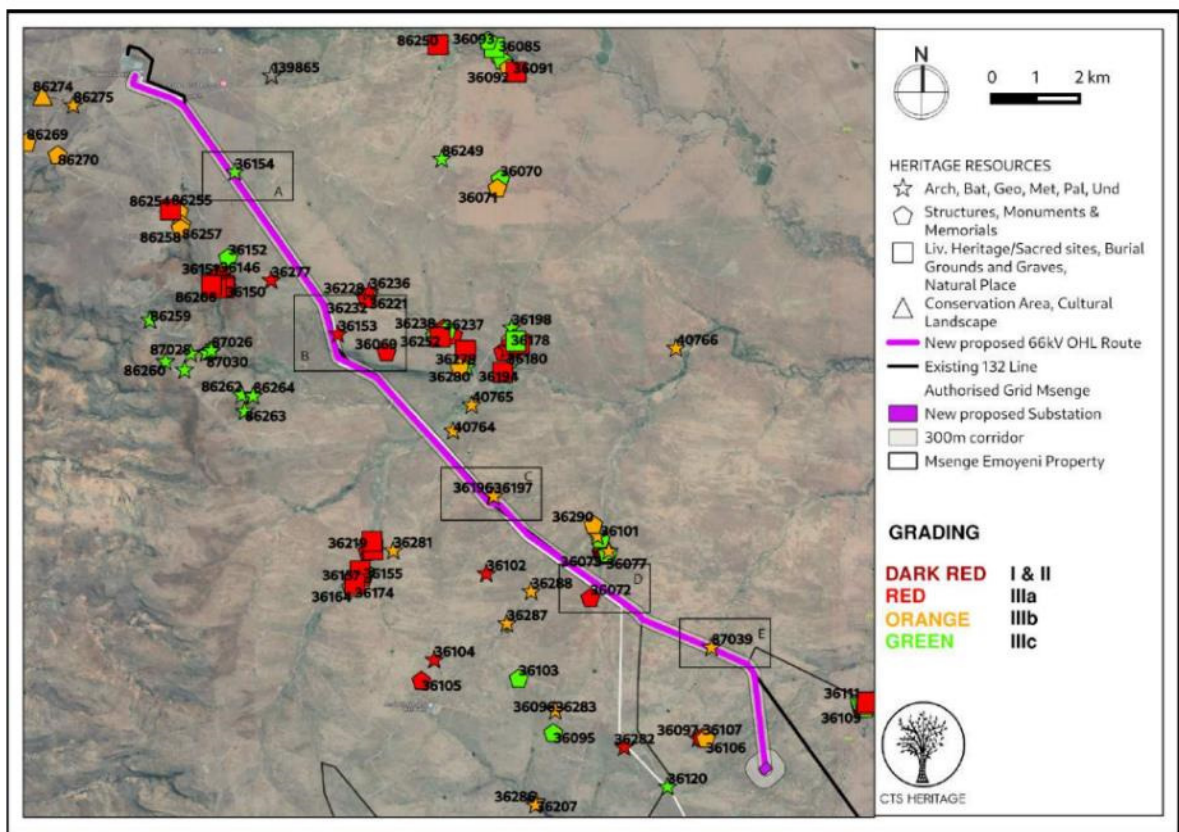 86250
36093
36085
36092
36091
139865
86274
86275
86269
86270
36154
A
86249
36070
36071
86254
86255
86258
86257
36152
36146
36150
36277
36236
36221
36232
36153
B
36069
86259
87026
87030
86260
86262
86264
86263
36238
36237
36252
36198
36178
36180
36194
36278
36280
40766
40765
40764
36196
36197
C
36290
36101
36073
36077
36219
36281
36155
36164
36174
36102
36288
36072
D
36287
87039
E
36104
36105
36103
36283
36095
36282
36097
36107
36106
36111
36109
36120
36286
36207
N
0 1 2 km
HERITAGE RESOURCES
Arch, Bat, Geo, Met, Pal, Und
Structures, Monuments &
Memorials
Liv. Heritage/Sacred sites, Burial
Grounds and Graves,
Natural Place
Conservation Area, Cultural
Landscape
New proposed 66kV OHL Route
Existing 132 Line
Authorised Grid Msenge
New proposed Substation
300m corridor
Msenge Emoyeni Property
GRADING
DARK RED I & II
RED IIIa
ORANGE IIIb
GREEN IIIc
CTS HERITAGE